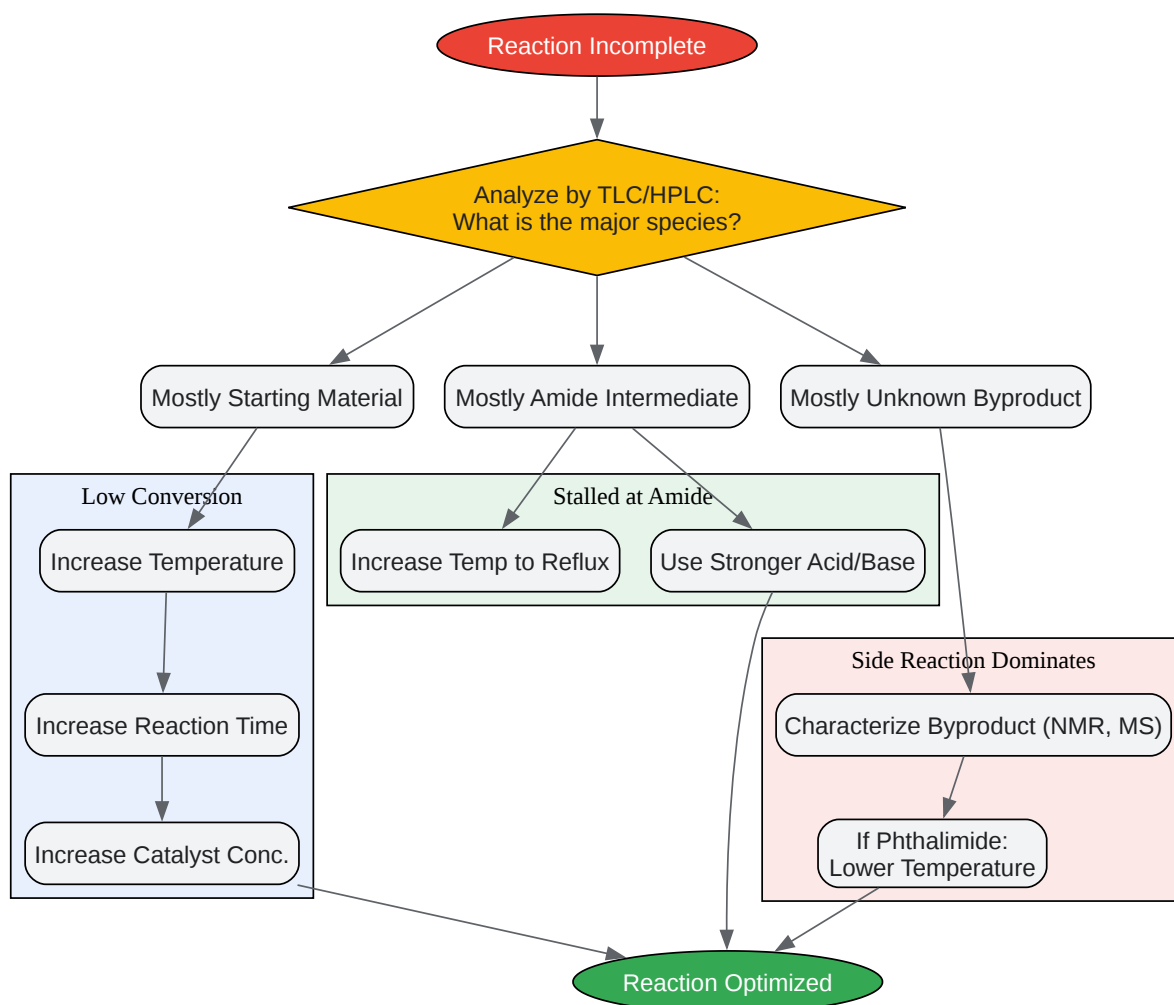 Reaction Incomplete
Analyze by TLC/HPLC:
What is the major species?
Mostly Starting Material
Mostly Amide Intermediate
Mostly Unknown Byproduct
Low Conversion
Increase Temperature
Increase Reaction Time
Increase Catalyst Conc.
Stalled at Amide
Increase Temp to Reflux
Use Stronger Acid/Base
Side Reaction Dominates
Characterize Byproduct (NMR, MS)
If Phthalimide:
Lower Temperature
Reaction Optimized